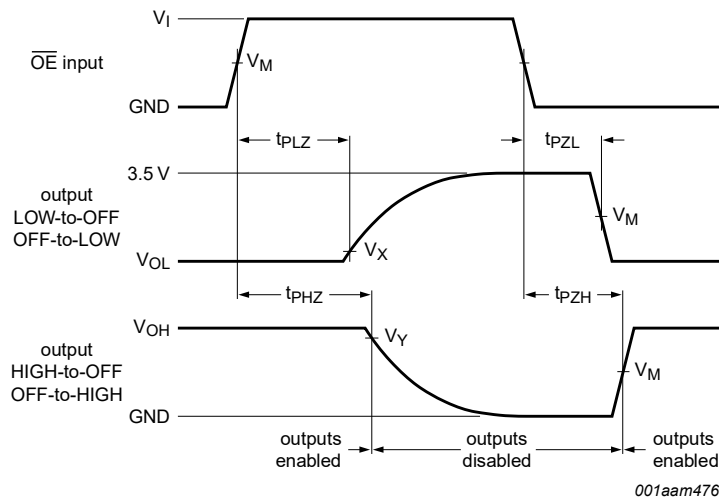 V_I
OE input
V_M
GND
t_PLZ
t_PZL
3.5 V
output
LOW-to-OFF
OFF-to-LOW
V_M
V_X
V_OL
t_PHZ
t_PZH
V_OH
output
HIGH-to-OFF
OFF-to-HIGH
V_Y
V_M
GND
outputs
enabled
outputs
disabled
outputs
enabled
001aam476